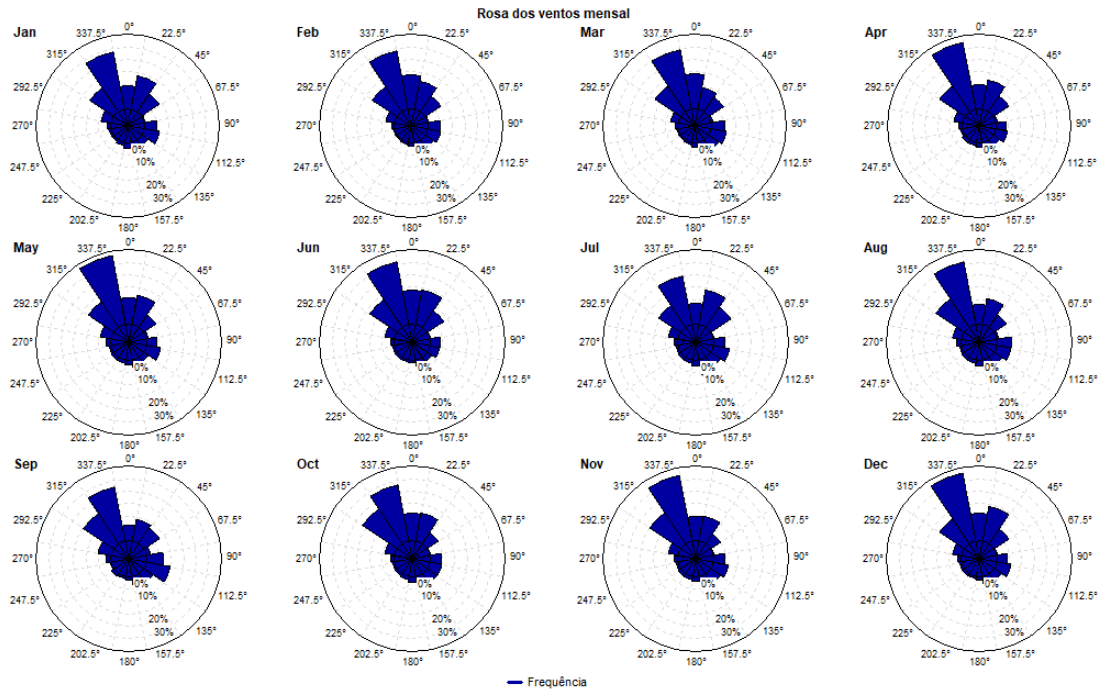 Rosa dos ventos mensal
Jan 337.5° 0° 22.5°
315° 45°
292.5° 67.5°
270° 90°
0%
10%
247.5° 112.5°
20%
225° 30% 135°
202.5° 180° 157.5°
Feb 337.5° 0° 22.5°
315° 45°
292.5° 67.5°
270° 90°
0%
10%
247.5° 112.5°
20%
225° 30% 135°
202.5° 180° 157.5°
Mar 337.5° 0° 22.5°
315° 45°
292.5° 67.5°
270° 90°
0%
10%
247.5° 112.5°
20%
225° 30% 135°
202.5° 180° 157.5°
Apr 337.5° 0° 22.5°
315° 45°
292.5° 67.5°
270° 90°
0%
10%
247.5° 112.5°
20%
225° 30% 135°
202.5° 180° 157.5°
May 337.5° 0° 22.5°
315° 45°
292.5° 67.5°
270° 90°
0%
10%
247.5° 112.5°
20%
225° 30% 135°
202.5° 180° 157.5°
Jun 337.5° 0° 22.5°
315° 45°
292.5° 67.5°
270° 90°
0%
10%
247.5° 112.5°
20%
225° 30% 135°
202.5° 180° 157.5°
Jul 337.5° 0° 22.5°
315° 45°
292.5° 67.5°
270° 90°
0%
10%
247.5° 112.5°
20%
225° 30% 135°
202.5° 180° 157.5°
Aug 337.5° 0° 22.5°
315° 45°
292.5° 67.5°
270° 90°
0%
10%
247.5° 112.5°
20%
225° 30% 135°
202.5° 180° 157.5°
Sep 337.5° 0° 22.5°
315° 45°
292.5° 67.5°
270° 90°
0%
10%
247.5° 112.5°
20%
225° 30% 135°
202.5° 180° 157.5°
Oct 337.5° 0° 22.5°
315° 45°
292.5° 67.5°
270° 90°
0%
10%
247.5° 112.5°
20%
225° 30% 135°
202.5° 180° 157.5°
Nov 337.5° 0° 22.5°
315° 45°
292.5° 67.5°
270° 90°
0%
10%
247.5° 112.5°
20%
225° 30% 135°
202.5° 180° 157.5°
Dec 337.5° 0° 22.5°
315° 45°
292.5° 67.5°
270° 90°
0%
10%
247.5° 112.5°
20%
225° 30% 135°
202.5° 180° 157.5°
Frequência